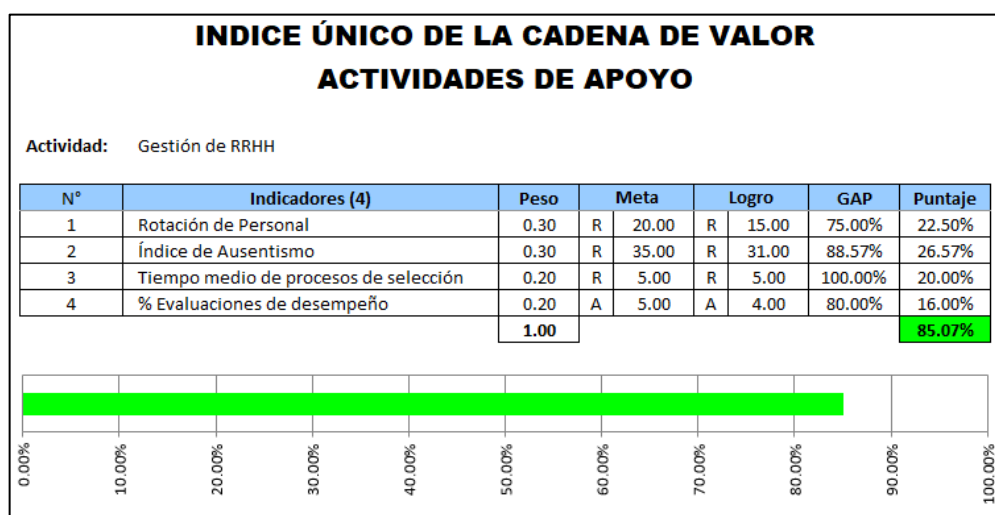 INDICE ÚNICO DE LA CADENA DE VALOR
ACTIVIDADES DE APOYO
Actividad: Gestión de RRHH
N° Indicadores (4) Peso Meta Logro GAP Puntaje
1 Rotación de Personal 0.30 R 20.00 R 15.00 75.00% 22.50%
2 Índice de Ausentismo 0.30 R 35.00 R 31.00 88.57% 26.57%
3 Tiempo medio de procesos de selección 0.20 R 5.00 R 5.00 100.00% 20.00%
4 % Evaluaciones de desempeño 0.20 A 5.00 A 4.00 80.00% 16.00%
1.00 85.07%
0.00% 10.00% 20.00% 30.00% 40.00% 50.00% 60.00% 70.00% 80.00% 90.00% 100.00%